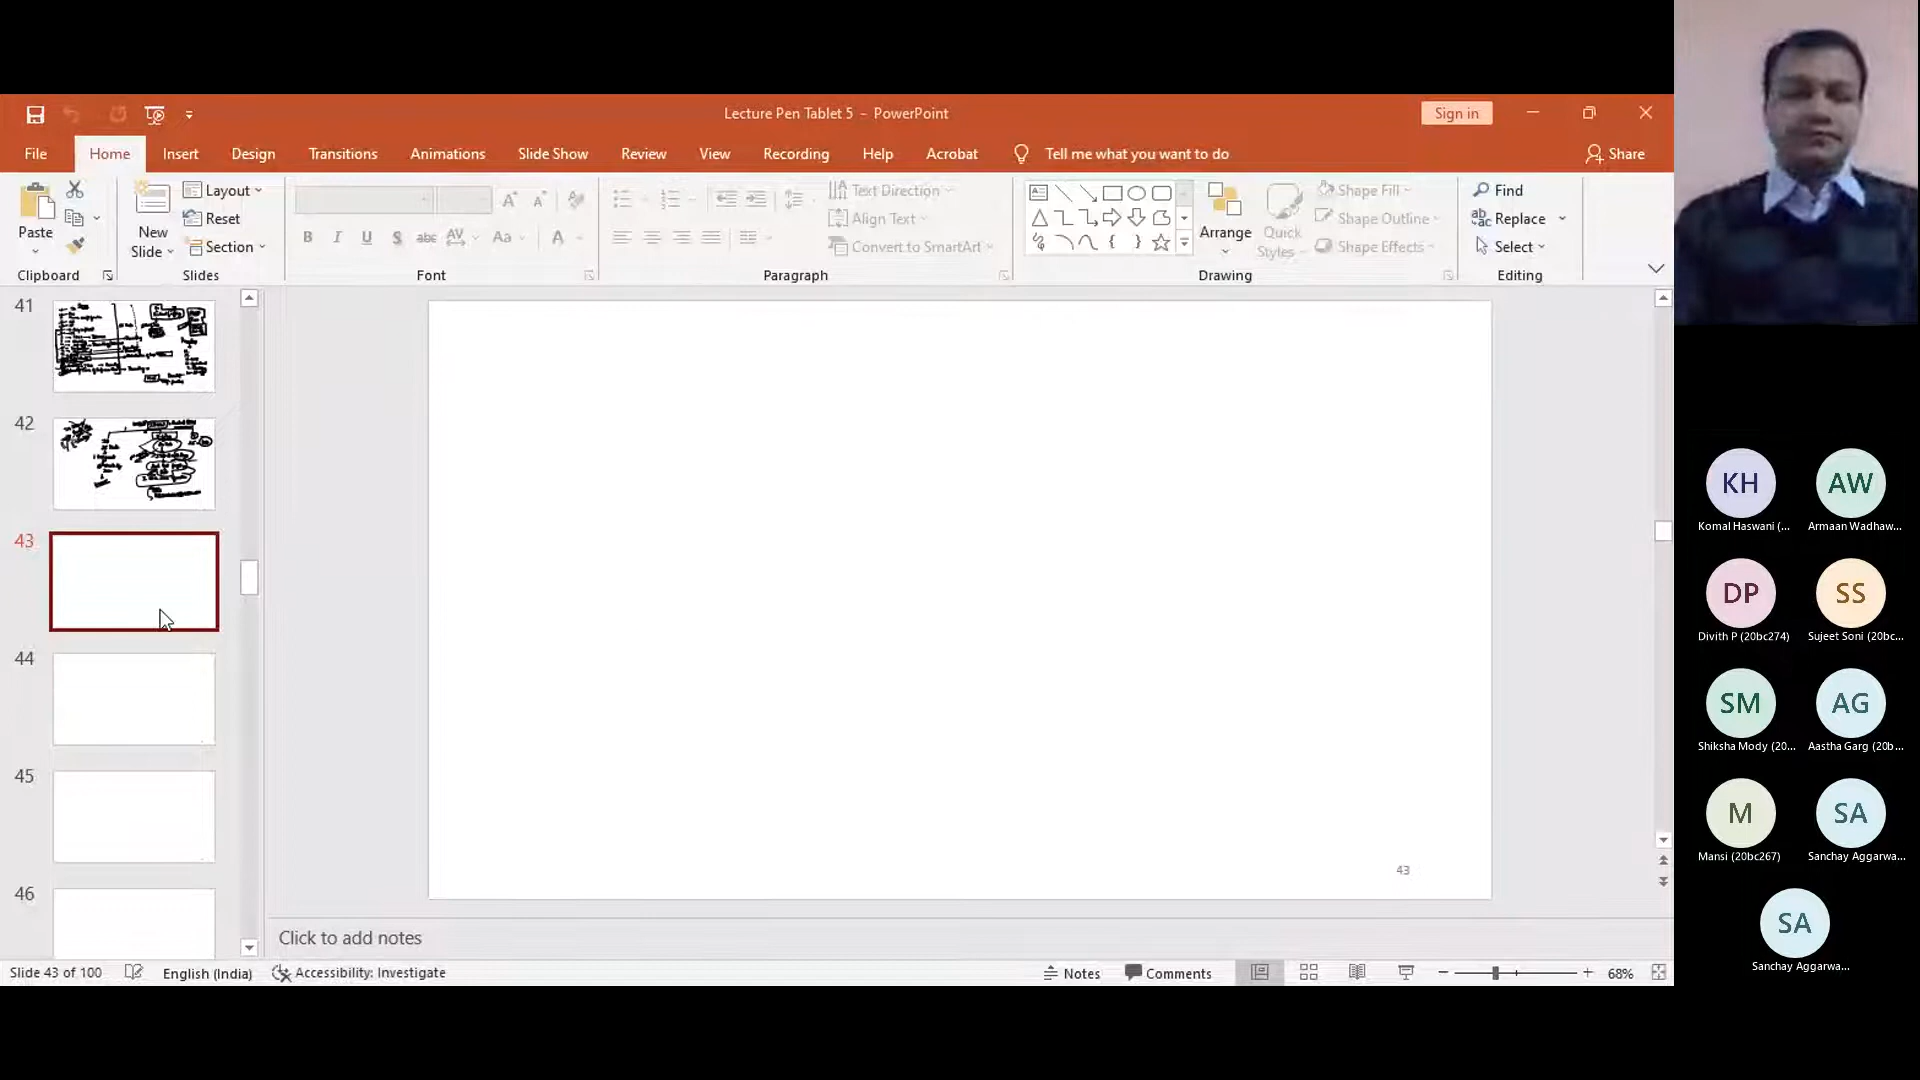 Lecture Pen Tablet 5 – PowerPoint
Sign in
File Home Insert Design Transitions Animations Slide Show Review View Recording Help Acrobat Tell me what you want to do Share
Paste
Clipboard
New Slide
Layout
Reset
Section
Slides
B I U S abc AV Aa A
Font
Text Direction
Align Text
Convert to SmartArt
Paragraph
Arrange
Quick Styles
Shape Fill
Shape Outline
Shape Effects
Drawing
Find
Replace
Select
Editing
41
42
43
44
45
46
43
Click to add notes
Slide 43 of 100 English (India) Accessibility: Investigate Notes Comments 68%
KH AW
Komal Haswani (... Armaan Wadhaw...
DP SS
Divith P (20bc274) Sujeet Soni (20bc...
SM AG
Shiksha Mody (20... Aastha Garg (20b...
M SA
Mansi (20bc267) Sanchay Aggarwa...
SA
Sanchay Aggarwa...